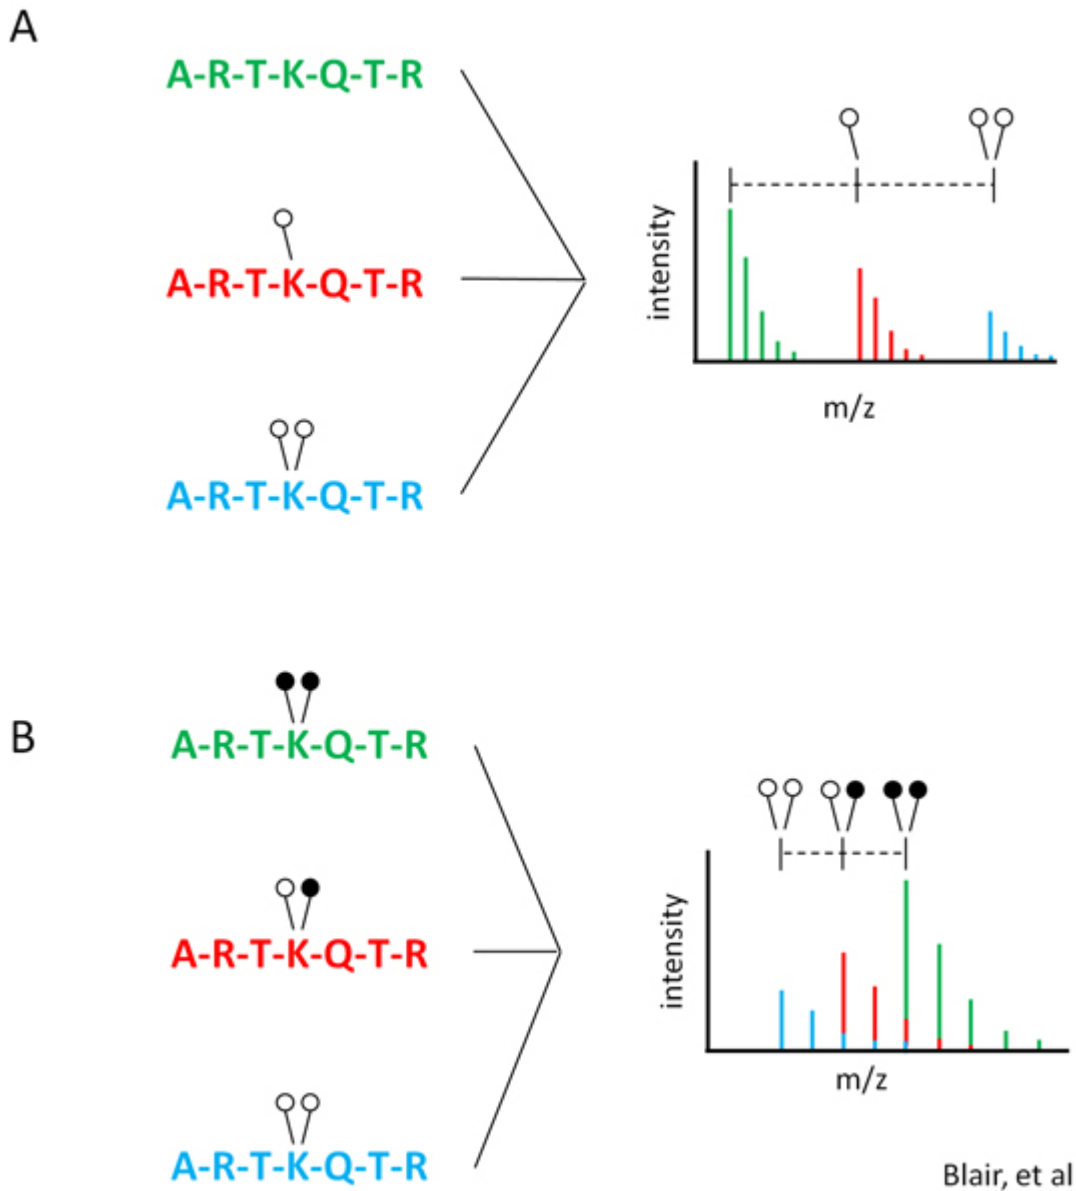 A
A-R-T-K-Q-T-R
A-R-T-K-Q-T-R
A-R-T-K-Q-T-R
intensity
m/z
B
A-R-T-K-Q-T-R
A-R-T-K-Q-T-R
A-R-T-K-Q-T-R
intensity
m/z
Blair, et al